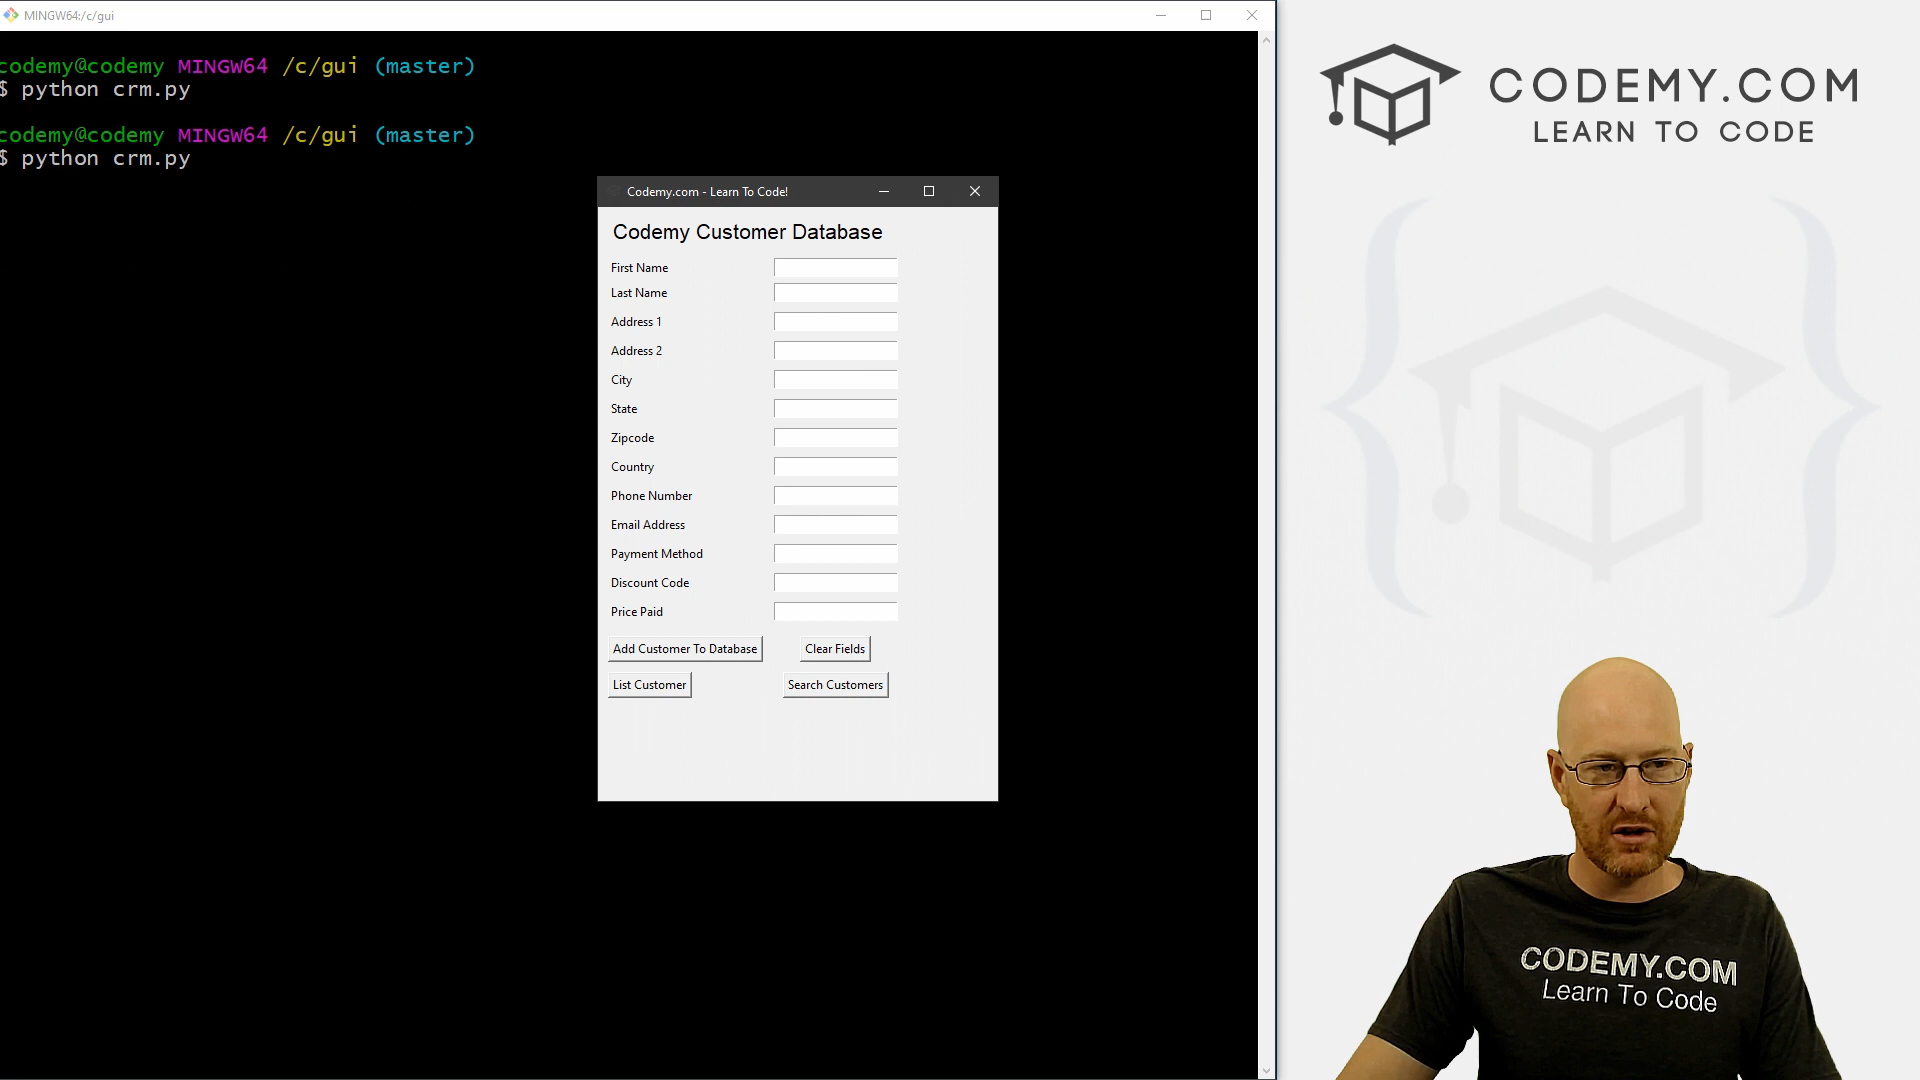 MINGW64:/c/gui
codemy@codemy MINGW64 /c/gui (master)
$ python crm.py
codemy@codemy MINGW64 /c/gui (master)
$ python crm.py
Codemy.com - Learn To Code!
Codemy Customer Database
First Name
Last Name
Address 1
Address 2
City
State
Zipcode
Country
Phone Number
Email Address
Payment Method
Discount Code
Price Paid
Add Customer To Database
Clear Fields
List Customer
Search Customers
CODEMY.COM
LEARN TO CODE
CODEMY.COM
Learn To Code